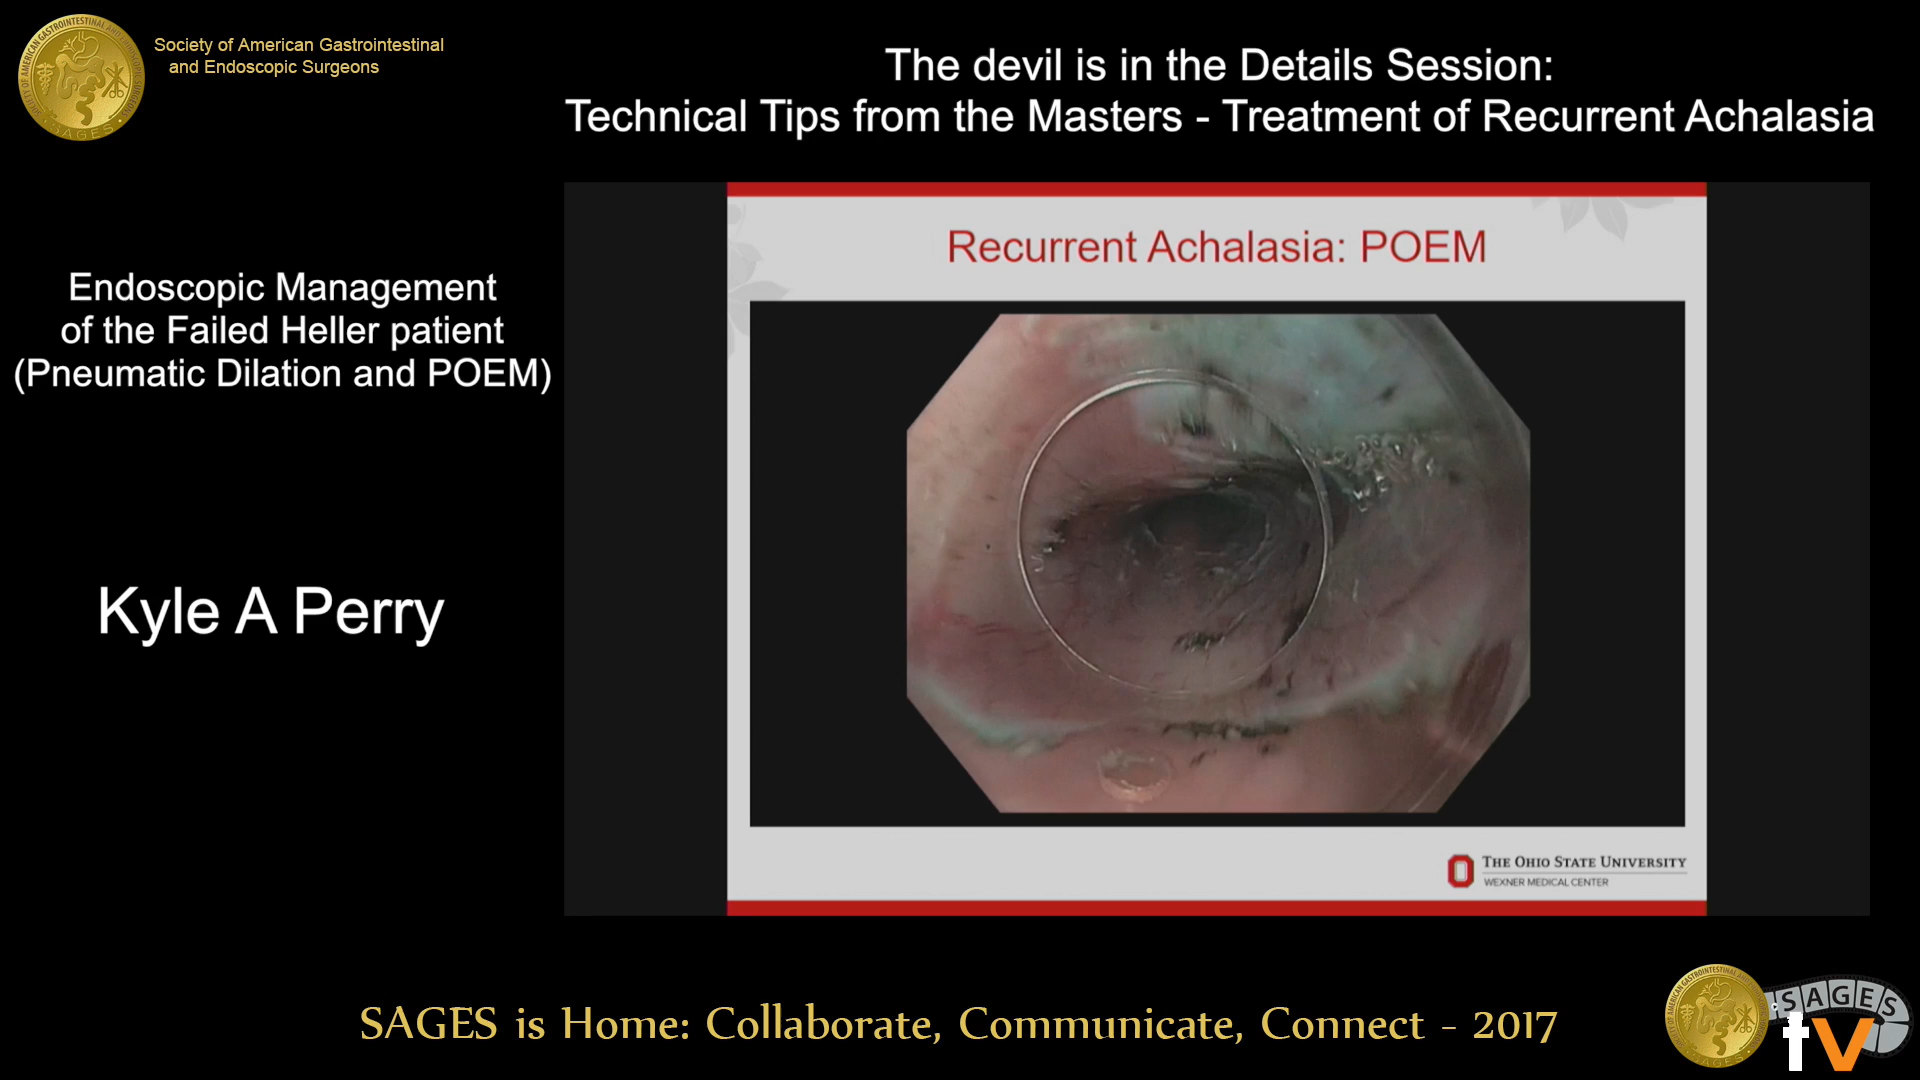 Society of American Gastrointestinal
and Endoscopic Surgeons
The devil is in the Details Session:
Technical Tips from the Masters - Treatment of Recurrent Achalasia
Endoscopic Management
of the Failed Heller patient
(Pneumatic Dilation and POEM)
Kyle A Perry
Recurrent Achalasia: POEM
THE OHIO STATE UNIVERSITY
WEXNER MEDICAL CENTER
SAGES is Home: Collaborate, Communicate, Connect - 2017
SAGES
tv